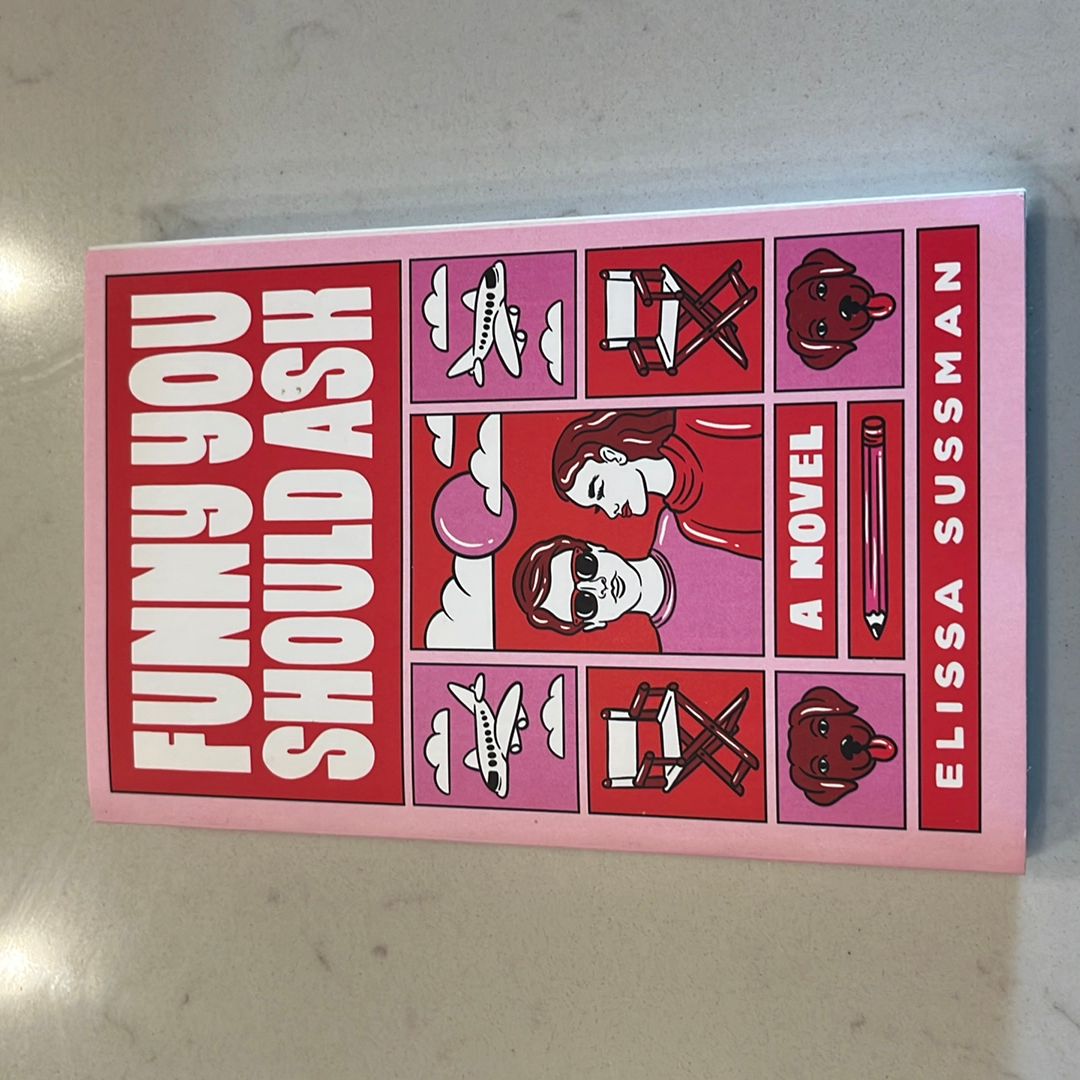 FUNNY YOU
SHOULD ASK
A NOVEL
ELISSA SUSSMAN